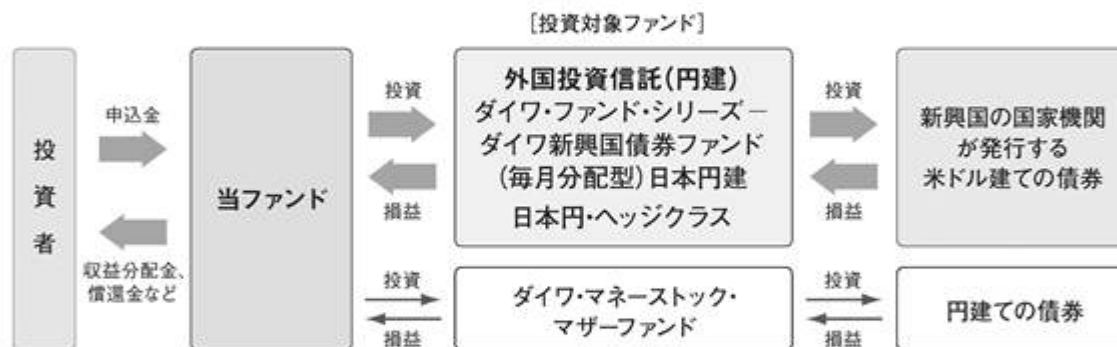 [投資対象ファンド]
投資者
申込金
収益分配金、
償還金など
当ファンド
投資
損益
外国投資信託(円建)
ダイワ・ファンド・シリーズ－
ダイワ新興国債券ファンド
(毎月分配型)日本円建
日本円・ヘッジクラス
投資
損益
新興国の国家機関
が発行する
米ドル建ての債券
投資
損益
ダイワ・マネーストック・
マザーファンド
投資
損益
円建ての債券